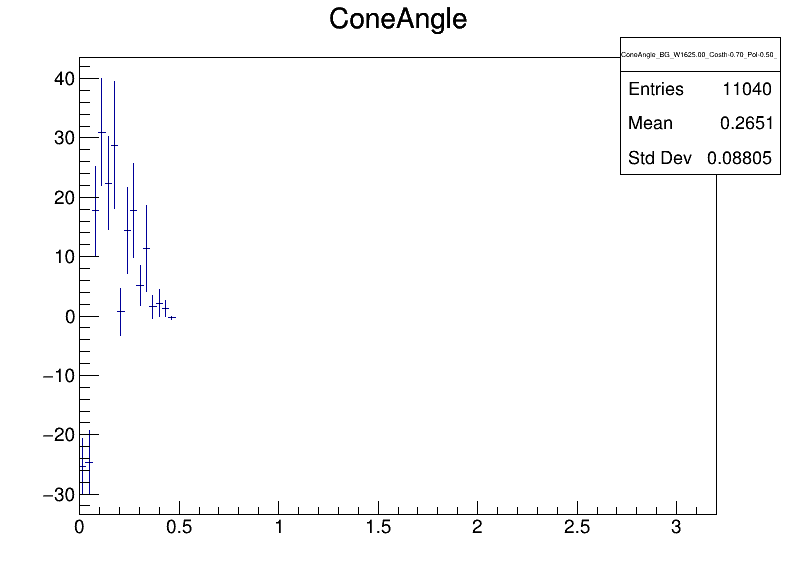 ConeAngle
ConeAngle_BG_W1625.00_Costh-0.70_Pol-0.50_
Entries 11040
Mean 0.2651
Std Dev 0.08805
40
30
20
10
0
−10
−20
−30
0 0.5 1 1.5 2 2.5 3